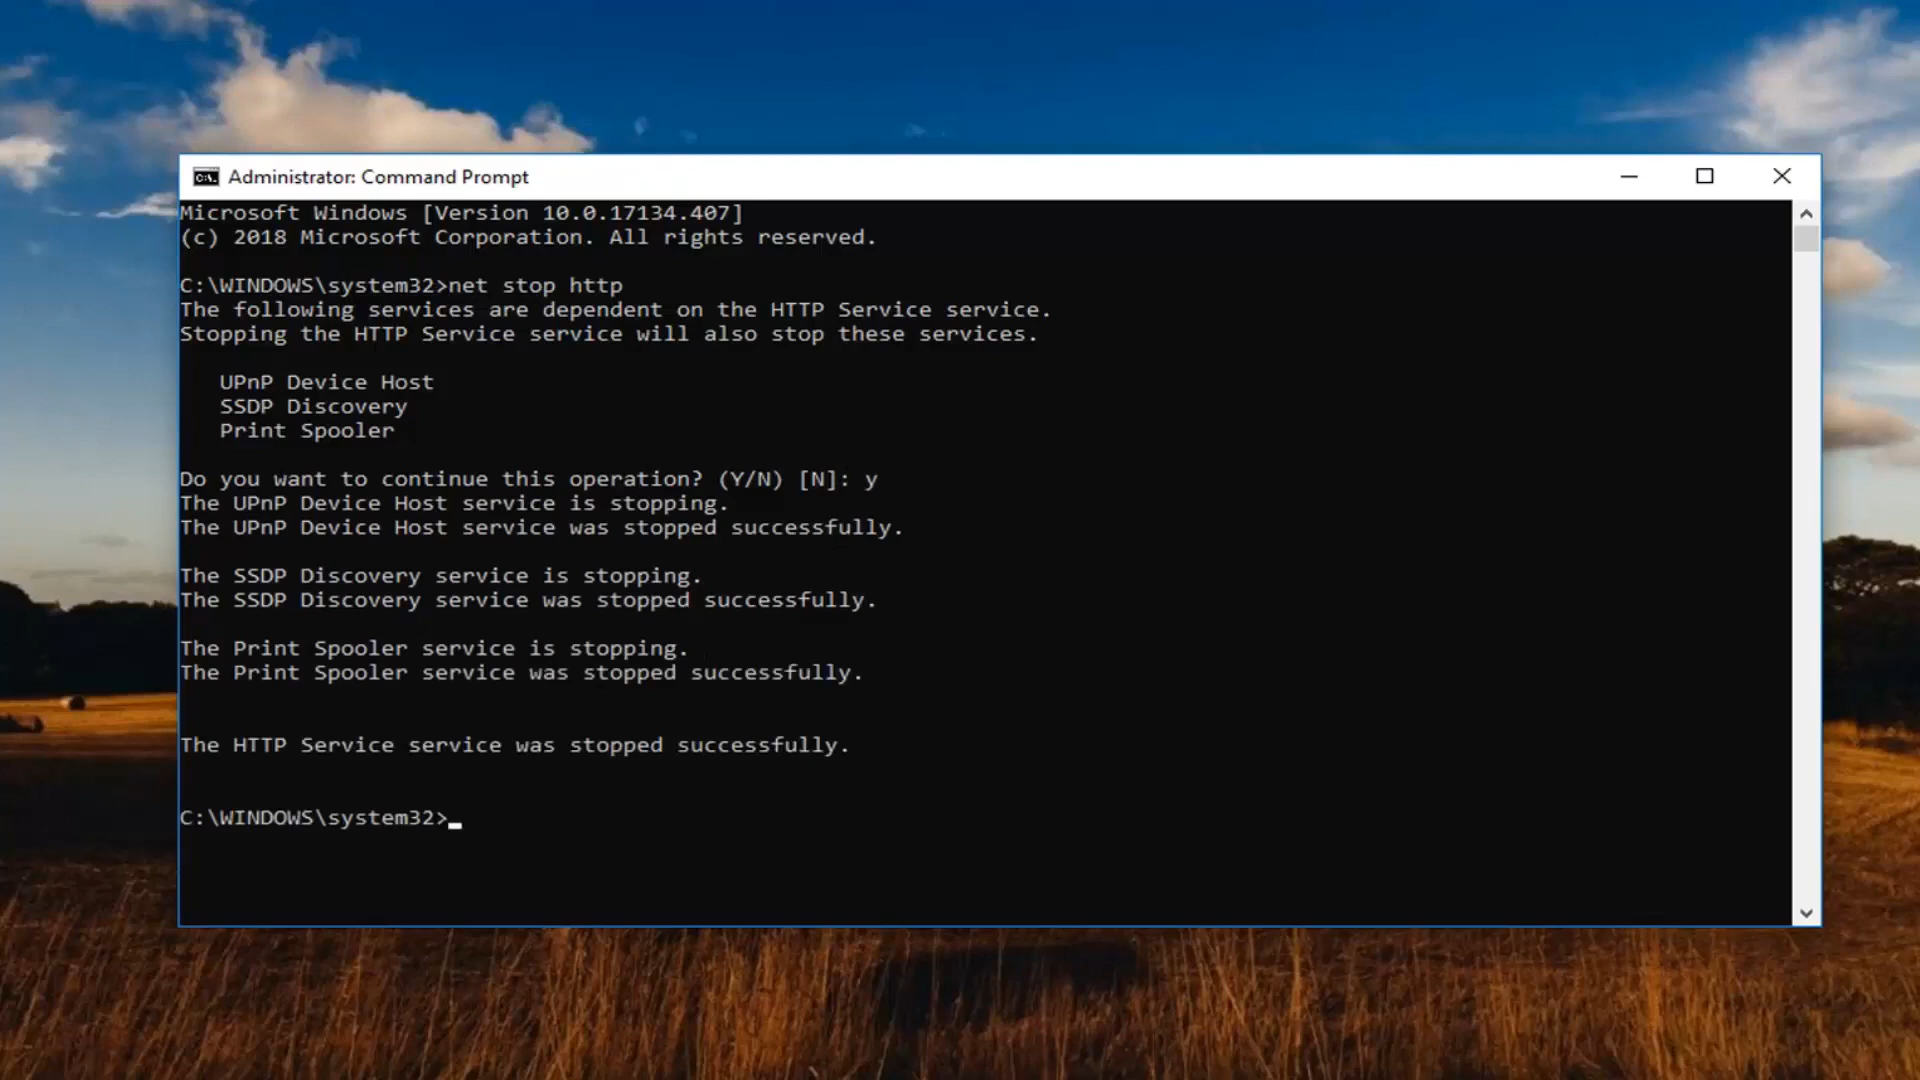 Administrator: Command Prompt
Microsoft Windows [Version 10.0.17134.407]
(c) 2018 Microsoft Corporation. All rights reserved.
C:\WINDOWS\system32>net stop http
The following services are dependent on the HTTP Service service.
Stopping the HTTP Service service will also stop these services.
UPnP Device Host
SSDP Discovery
Print Spooler
Do you want to continue this operation? (Y/N) [N]: y
The UPnP Device Host service is stopping.
The UPnP Device Host service was stopped successfully.
The SSDP Discovery service is stopping.
The SSDP Discovery service was stopped successfully.
The Print Spooler service is stopping.
The Print Spooler service was stopped successfully.
The HTTP Service service was stopped successfully.
C:\WINDOWS\system32>